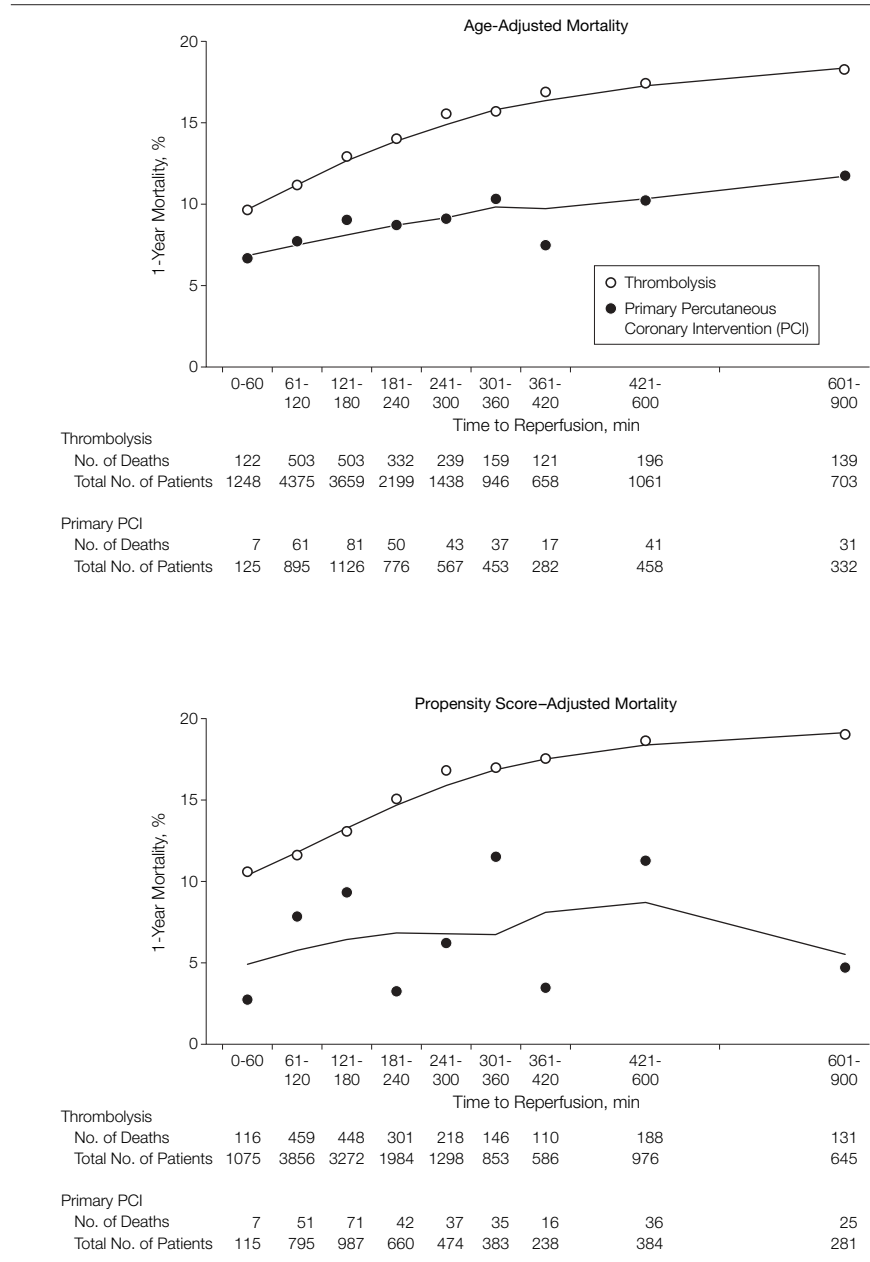 Age-Adjusted Mortality
20
15
10
5
0
1-Year Mortality, %
Thrombolysis
Primary Percutaneous
Coronary Intervention (PCI)
0-60 61- 121- 181- 241- 301- 361- 421- 601-
120 180 240 300 360 420 600 900
Time to Reperfusion, min
Thrombolysis
No. of Deaths 122 503 503 332 239 159 121 196 139
Total No. of Patients 1248 4375 3659 2199 1438 946 658 1061 703
Primary PCI
No. of Deaths 7 61 81 50 43 37 17 41 31
Total No. of Patients 125 895 1126 776 567 453 282 458 332
Propensity Score–Adjusted Mortality
20
15
10
5
0
1-Year Mortality, %
0-60 61- 121- 181- 241- 301- 361- 421- 601-
120 180 240 300 360 420 600 900
Time to Reperfusion, min
Thrombolysis
No. of Deaths 116 459 448 301 218 146 110 188 131
Total No. of Patients 1075 3856 3272 1984 1298 853 586 976 645
Primary PCI
No. of Deaths 7 51 71 42 37 35 16 36 25
Total No. of Patients 115 795 987 660 474 383 238 384 281